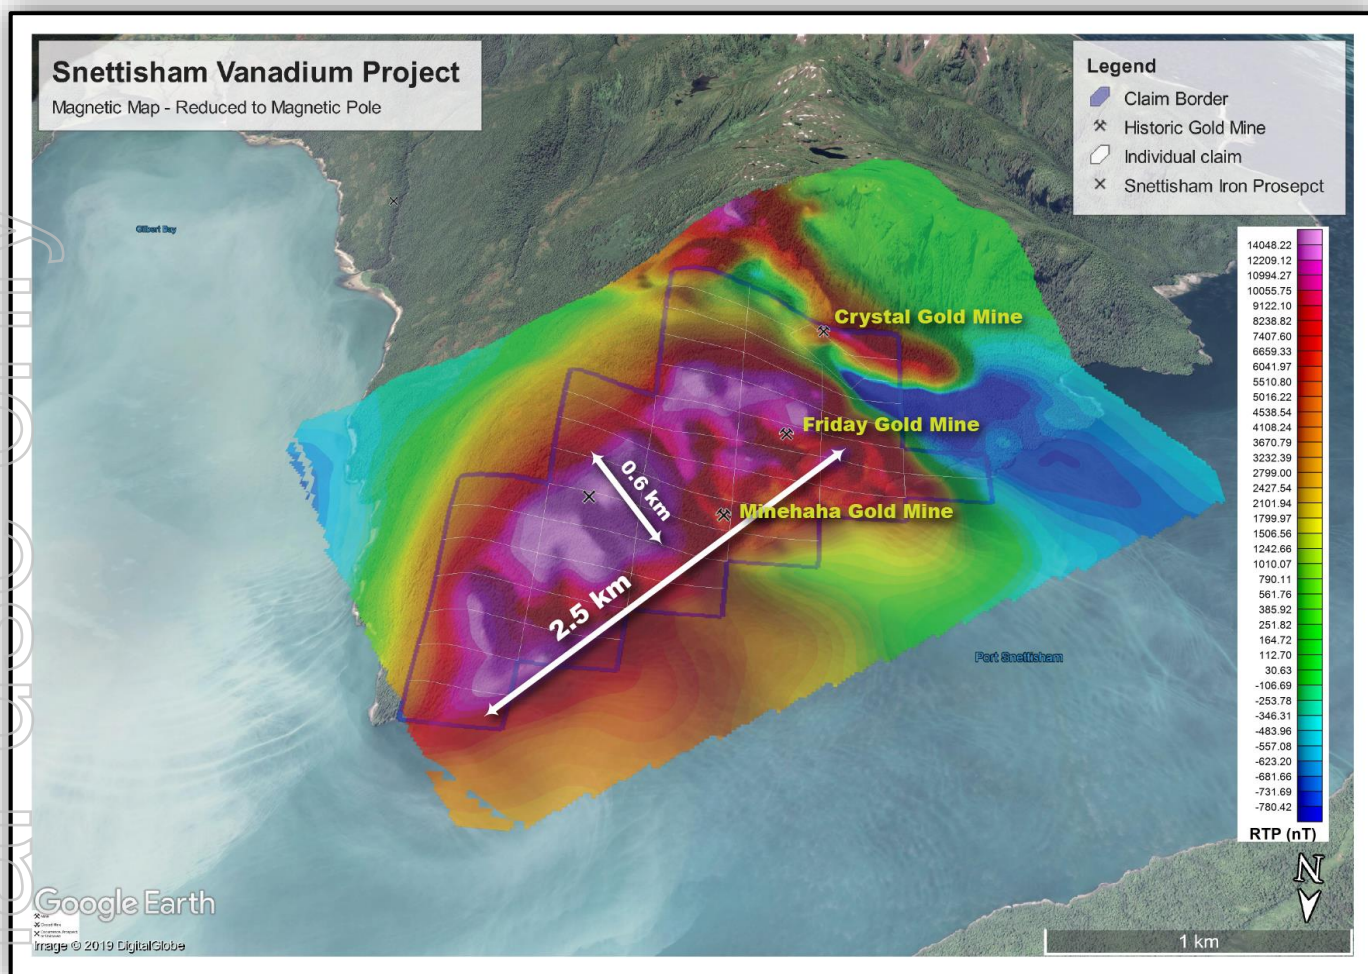 Snettisham Vanadium Project
Magnetic Map - Reduced to Magnetic Pole
Legend
Claim Border
Historic Gold Mine
Individual claim
Snettisham Iron Prosepct
Gilbert Bay
Crystal Gold Mine
Friday Gold Mine
Minehaha Gold Mine
0.6 km
2.5 km
Port Snettisham
14048.22
12209.12
10994.27
10055.75
9122.10
8238.82
7407.60
6659.33
6041.97
5510.80
5016.22
4538.54
4108.24
3670.79
3232.39
2799.00
2427.54
2101.94
1799.97
1506.56
1242.66
1010.07
790.11
561.76
385.92
251.82
164.72
112.70
30.63
-106.69
-253.78
-346.31
-483.96
-557.08
-623.20
-681.66
-731.69
-780.42
RTP (nT)
N
1 km
Google Earth
Image © 2019 DigitalGlobe